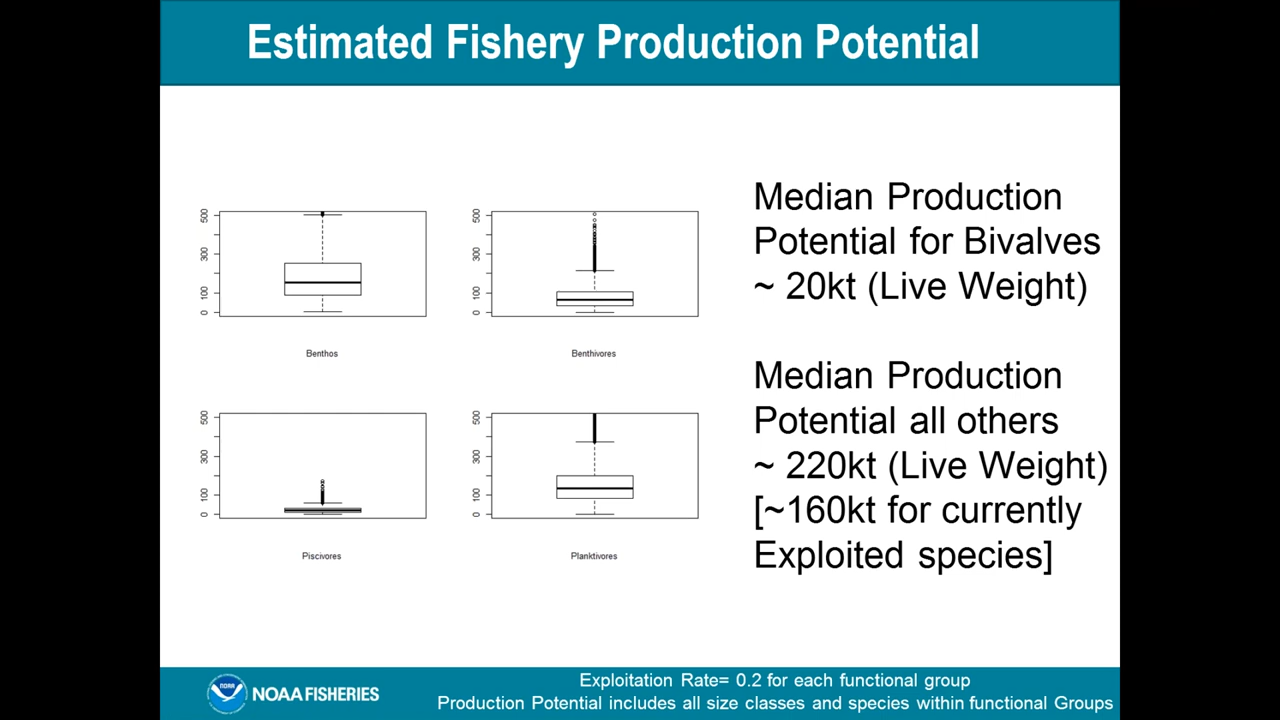 Estimated Fishery Production Potential
500
300
100
0
Benthos
500
300
100
0
Benthivores
500
300
100
0
Piscivores
500
300
100
0
Planktivores
Median Production
Potential for Bivalves
~ 20kt (Live Weight)
Median Production
Potential all others
~ 220kt (Live Weight)
[~160kt for currently
Exploited species]
NOAA
NOAA FISHERIES
Exploitation Rate= 0.2 for each functional group
Production Potential includes all size classes and species within functional Groups